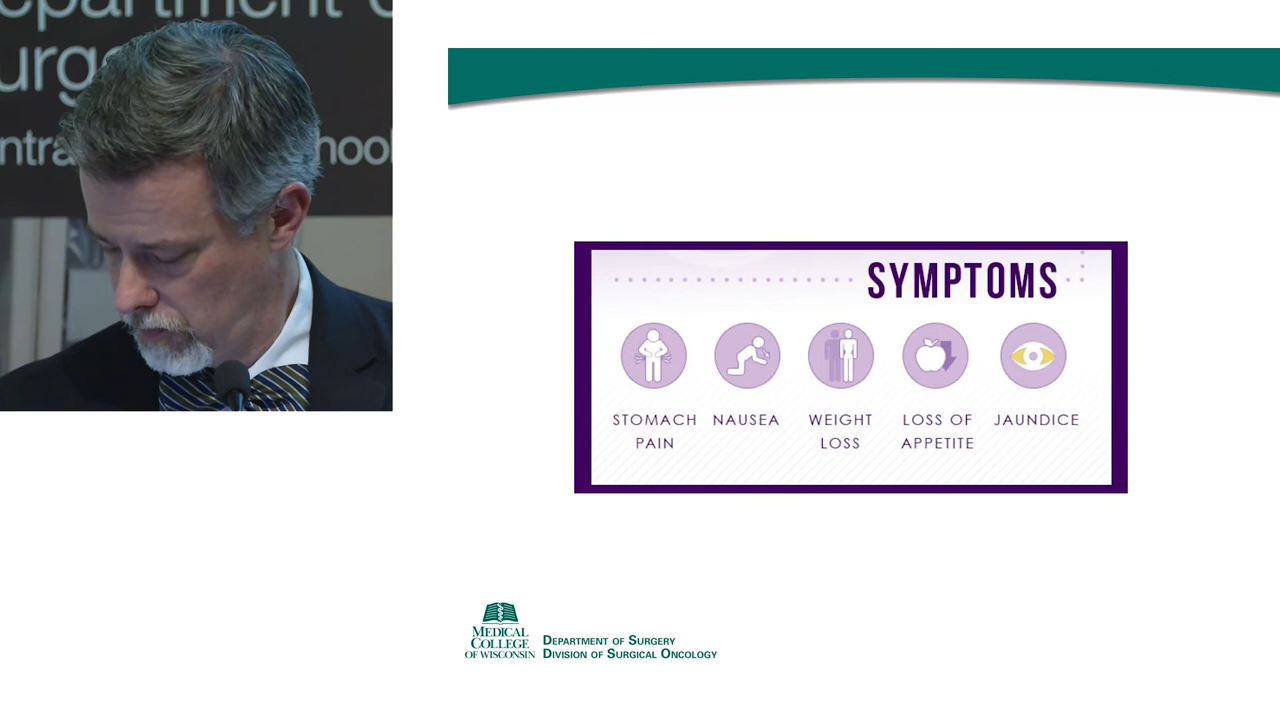 urg
SYMPTOMS
STOMACH PAIN
NAUSEA
WEIGHT LOSS
LOSS OF APPETITE
JAUNDICE
MEDICAL
COLLEGE
OF WISCONSIN
DEPARTMENT OF SURGERY
DIVISION OF SURGICAL ONCOLOGY